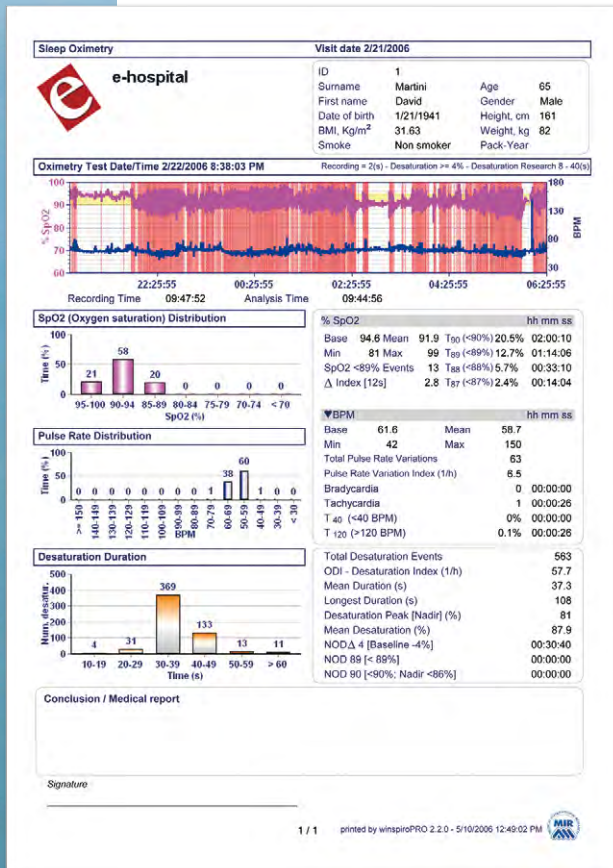 Sleep Oximetry Visit date 2/21/2006
e e-hospital
ID 1
Surname Martini Age 65
First name David Gender Male
Date of birth 1/21/1941 Height, cm 161
BMI, Kg/m² 31.63 Weight, kg 82
Smoke Non smoker Pack-Year
Oximetry Test Date/Time 2/22/2006 8:38:03 PM Recording = 2(s) - Desaturation >= 4% - Desaturation Research 8 - 40(s)
100 180
90 130
80 80
70 30
60
% SpO2 BPM
22:25:55 00:25:55 02:25:55 04:25:55 06:25:55
Recording Time 09:47:52 Analysis Time 09:44:56
SpO2 (Oxygen saturation) Distribution
Time (%)
100
50
0
21 58 20 0 0 0 0
95-100 90-94 85-89 80-84 75-79 70-74 < 70
SpO2 (%)
% SpO2 hh mm ss
Base 94.6 Mean 91.9 T90 (<90%) 20.5% 02:00:10
Min 81 Max 99 T89 (<89%) 12.7% 01:14:06
SpO2 <89% Events 13 T88 (<88%) 5.7% 00:33:10
Δ Index [12s] 2.8 T87 (<87%) 2.4% 00:14:04
Pulse Rate Distribution
Time (%)
100
50
0
0 0 0 0 0 0 0 0 1 38 60 1 0 0
>= 150 140-149 130-139 120-129 110-119 100-109 90-99 80-89 70-79 60-69 50-59 40-49 30-39 < 30
BPM
▼BPM hh mm ss
Base 61.6 Mean 58.7
Min 42 Max 150
Total Pulse Rate Variations 63
Pulse Rate Variation Index (1/h) 6.5
Bradycardia 0 00:00:00
Tachycardia 1 00:00:26
T 40 (<40 BPM) 0% 00:00:00
T 120 (>120 BPM) 0.1% 00:00:26
Desaturation Duration
Num. desatur.
500
400
300
200
100
0
4 31 369 133 13 11
10-19 20-29 30-39 40-49 50-59 > 60
Time (s)
Total Desaturation Events 563
ODI - Desaturation Index (1/h) 57.7
Mean Duration (s) 37.3
Longest Duration (s) 108
Desaturation Peak [Nadir] (%) 81
Mean Desaturation (%) 87.9
NODΔ 4 [Baseline -4%] 00:30:40
NOD 89 [< 89%] 00:00:00
NOD 90 [<90%; Nadir <86%] 00:00:00
Conclusion / Medical report
Signature
1 / 1 printed by winspiroPRO 2.2.0 - 5/10/2006 12:49:02 PM MIR